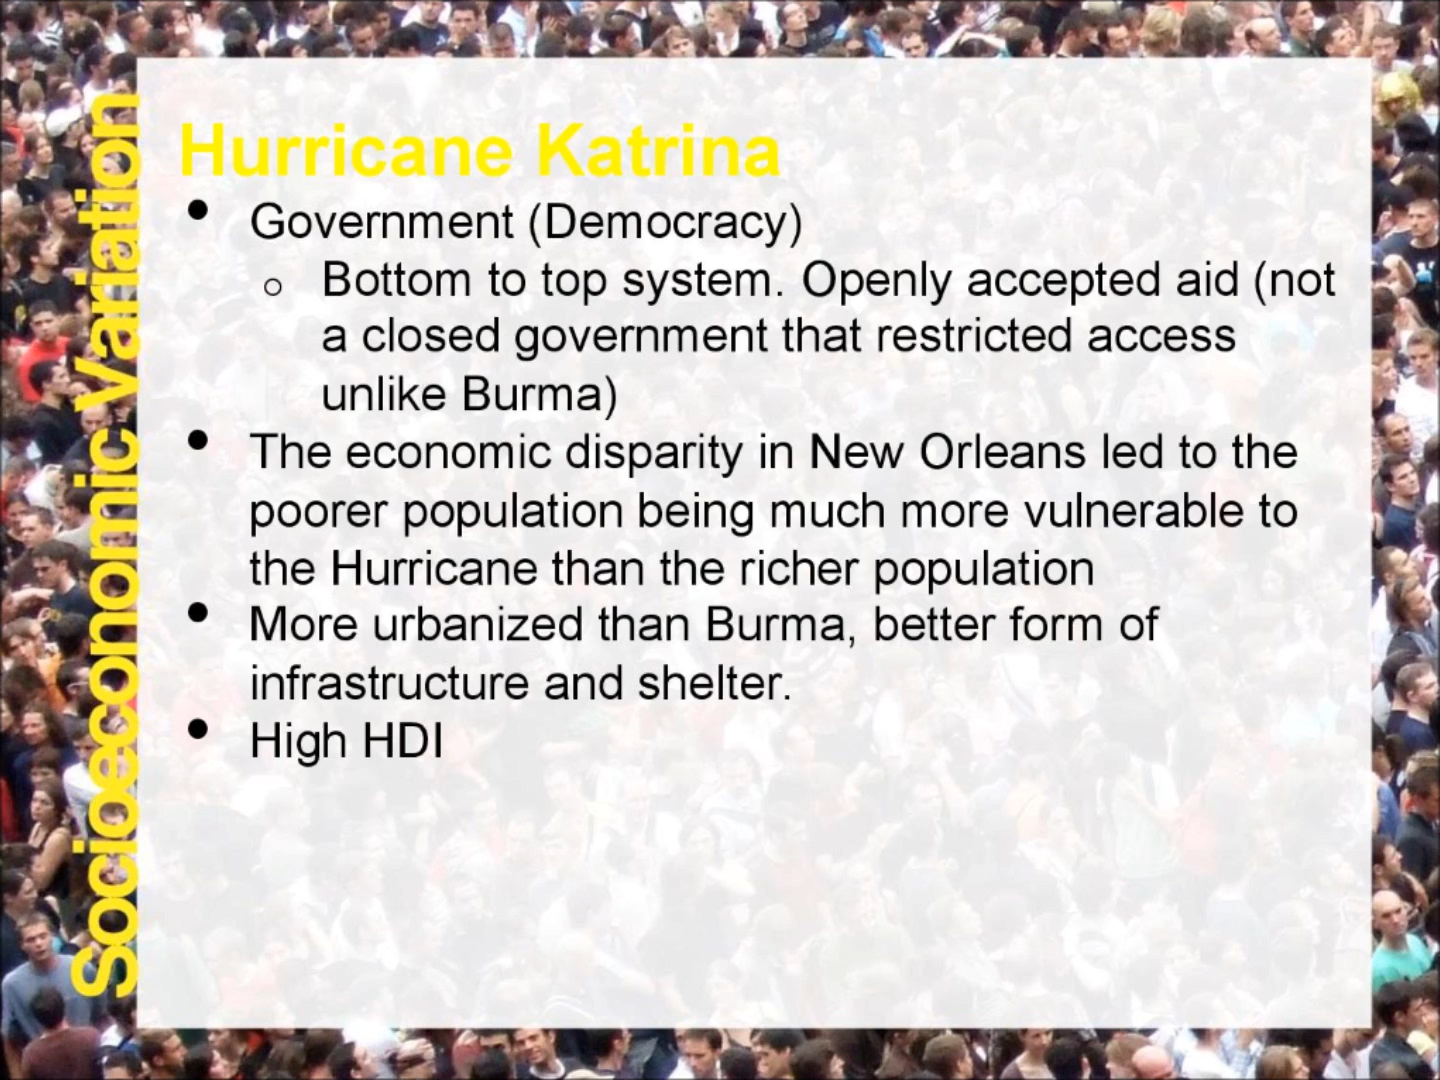 Socioeconomic Variation
Hurricane Katrina
• Government (Democracy)
o Bottom to top system. Openly accepted aid (not
a closed government that restricted access
unlike Burma)
• The economic disparity in New Orleans led to the
poorer population being much more vulnerable to
the Hurricane than the richer population
• More urbanized than Burma, better form of
infrastructure and shelter.
• High HDI